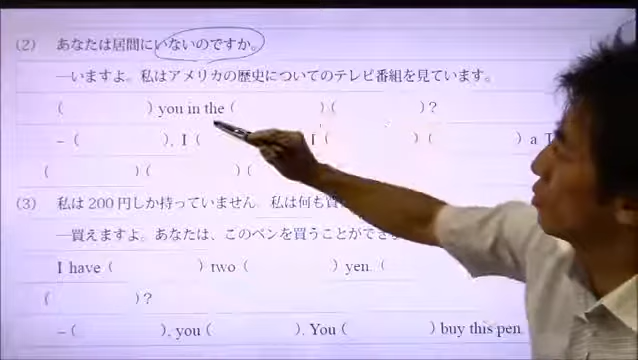 (2) あなたは居間にいないのですか。
―いますよ。私はアメリカの歴史についてのテレビ番組を見ています。
( ) you in the ( ) ( )?
– ( ), I ( I ( ) ( ) a T
( ) ( ) (
(3) 私は200円しか持っていません 私は何も買
―買えますよ。あなたは、このペンを買うことができ
I have ( ) two ( ) yen. (
( )?
– ( ), you ( ). You ( ) buy this pen